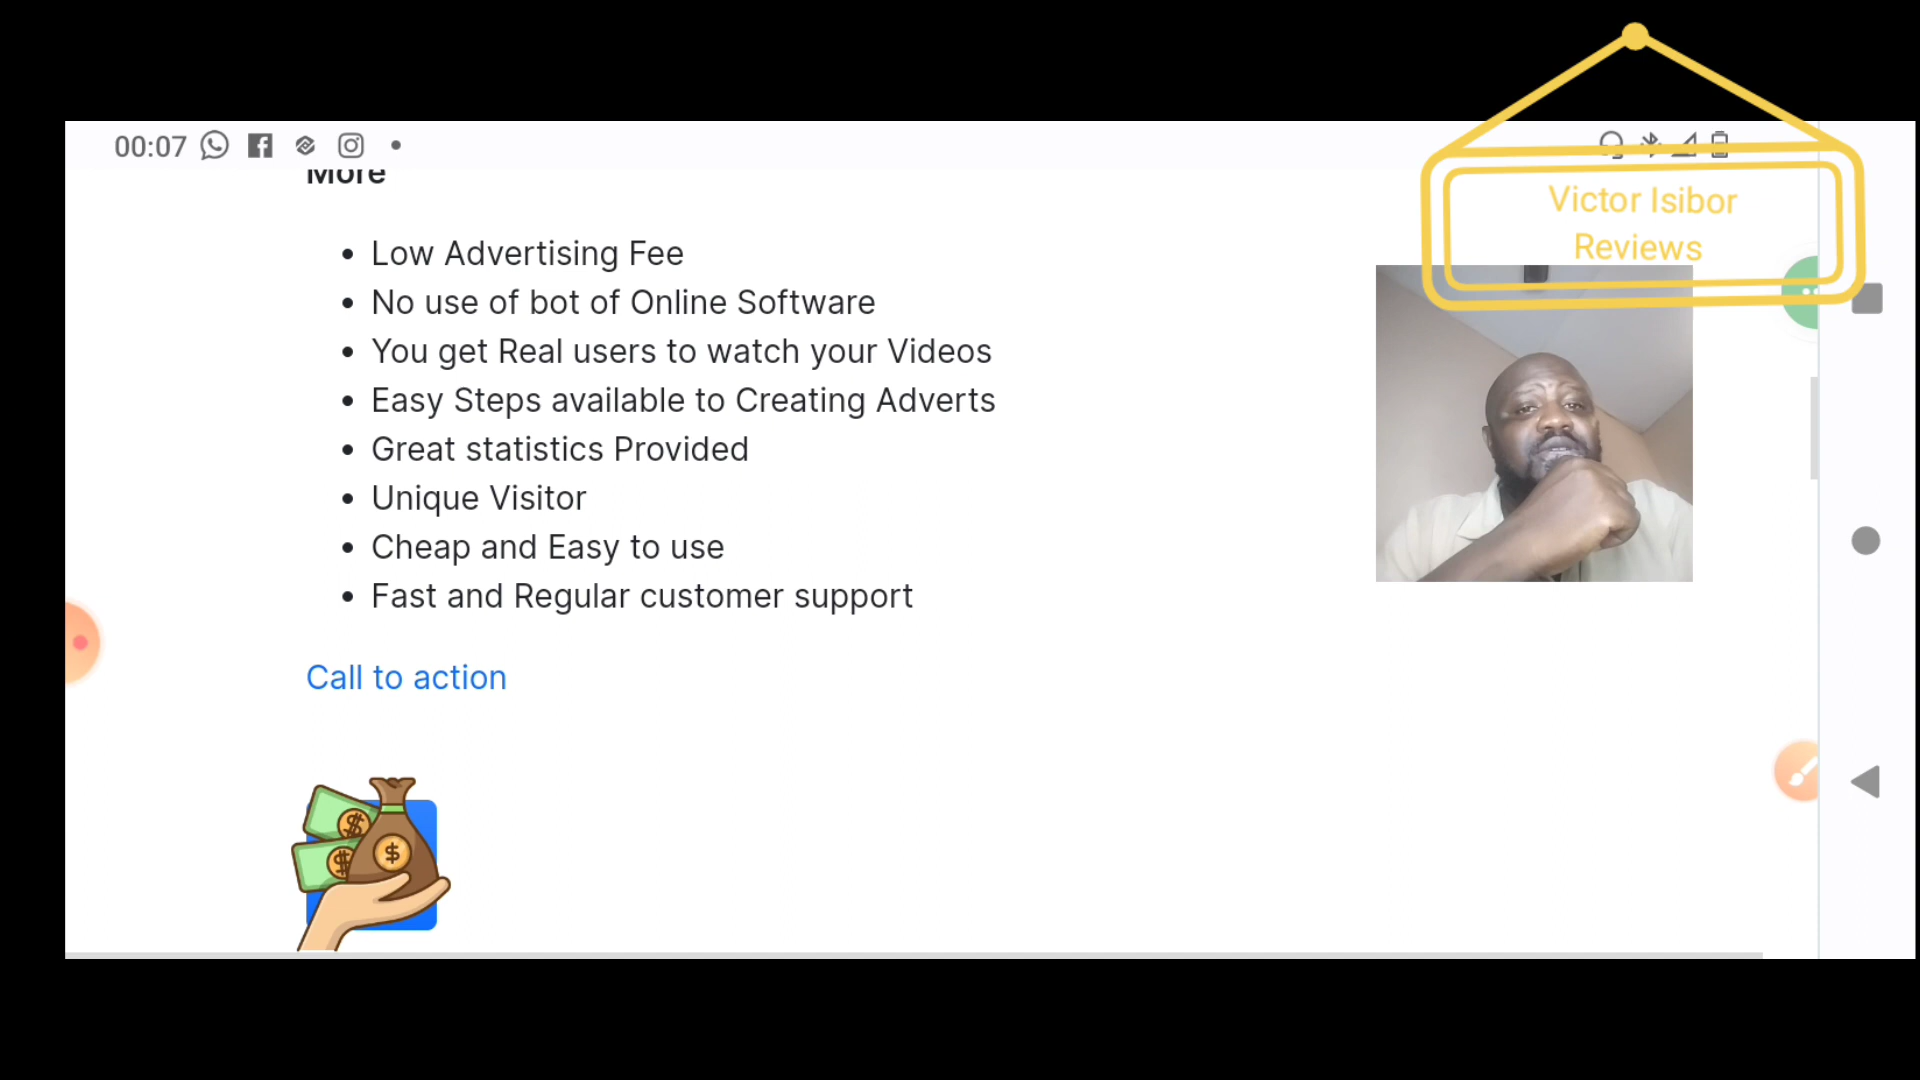 00:07
More
Victor Isibor
Reviews
Low Advertising Fee
No use of bot of Online Software
You get Real users to watch your Videos
Easy Steps available to Creating Adverts
Great statistics Provided
Unique Visitor
Cheap and Easy to use
Fast and Regular customer support
Call to action